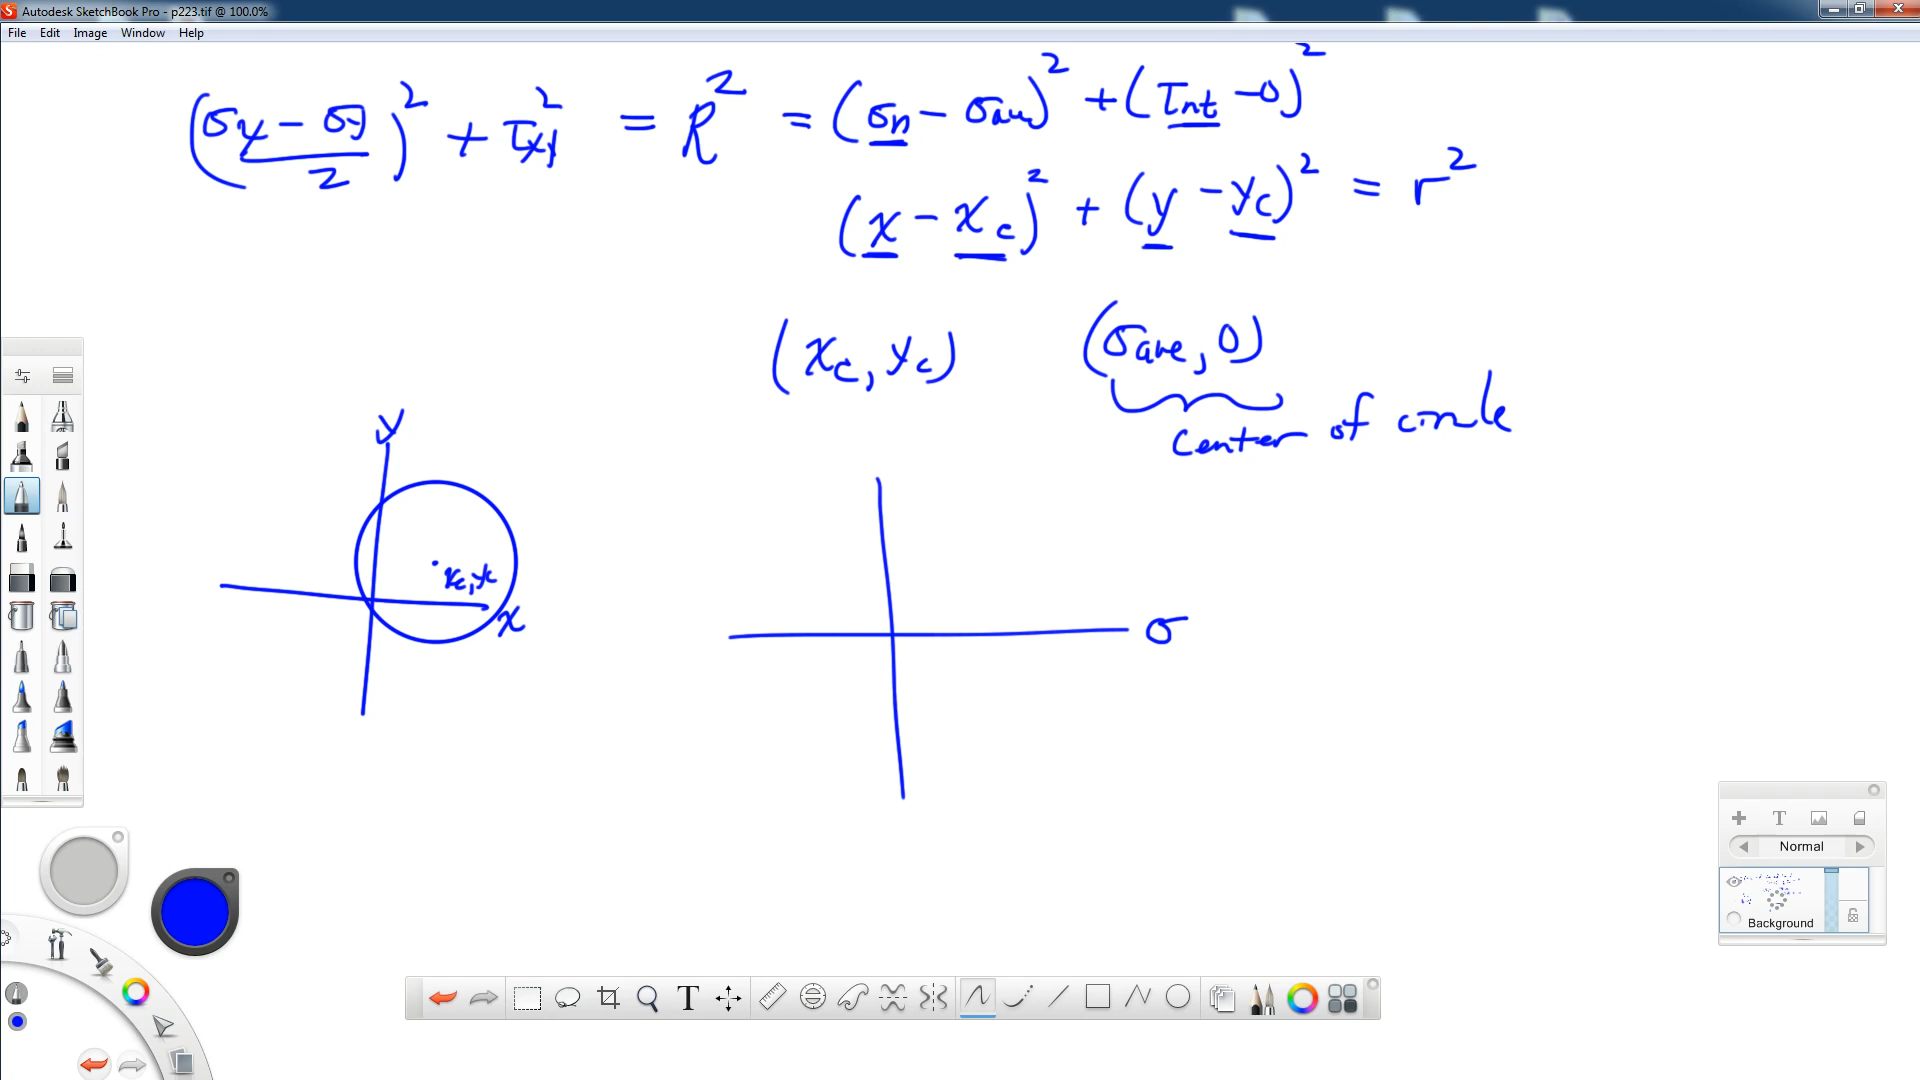 Autodesk SketchBook Pro - p223.tif @ 100.0%
File Edit Image Window Help
((σx - σy)/2)² + τxy² = R² = (σn - σave)² + (τnt - 0)²
(x - xc)² + (y - yc)² = r²
(xc, yc) (σave, 0)
center of circle
y
xc, yc
x
σ
T
Normal
Background
T